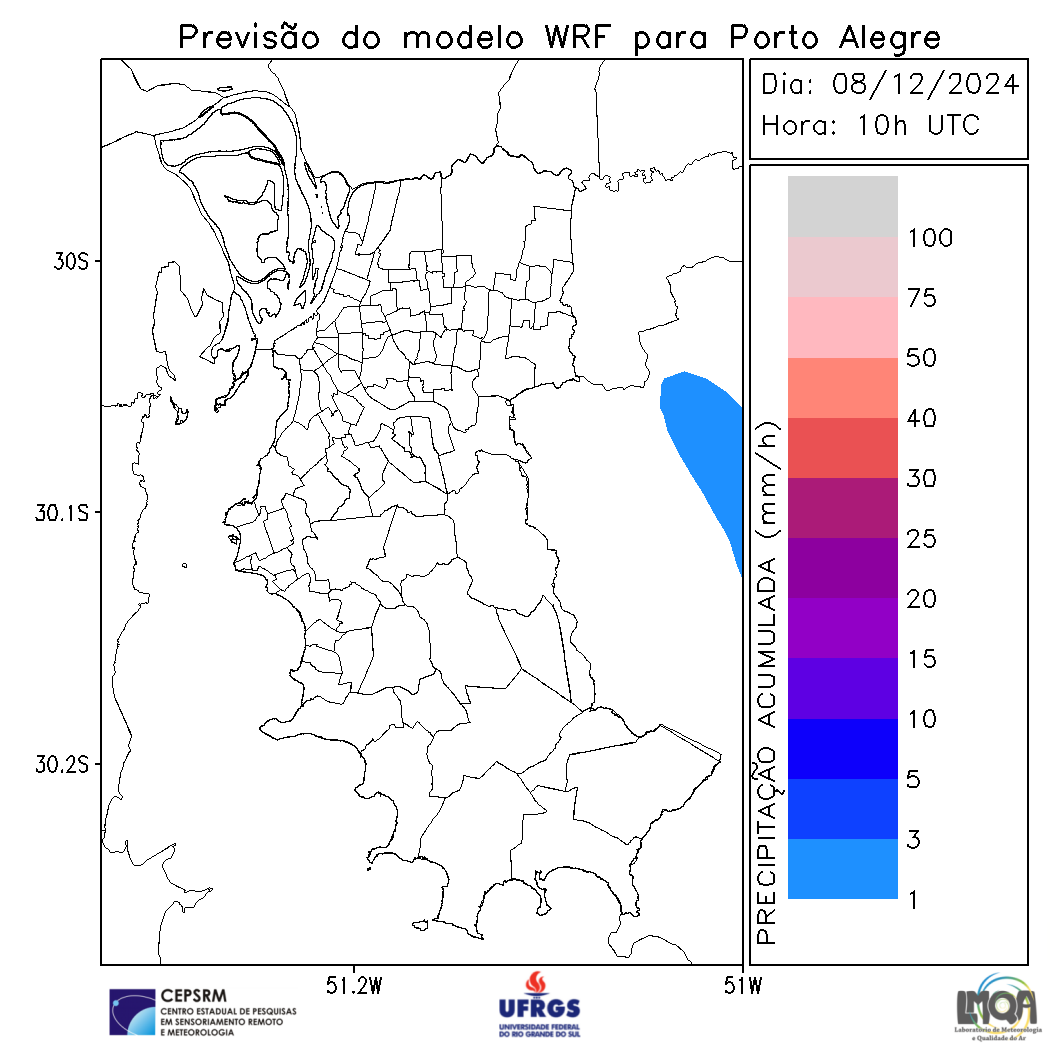 Previsão do modelo WRF para Porto Alegre
Dia: 08/12/2024
Hora: 10h UTC
30S
30.1S
30.2S
51.2W
51W
PRECIPITAÇÃO ACUMULADA (mm/h)
100
75
50
40
30
25
20
15
10
5
3
1
CEPSRM
CENTRO ESTADUAL DE PESQUISAS
EM SENSORIAMENTO REMOTO
E METEOROLOGIA
UFRGS
UNIVERSIDADE FEDERAL
DO RIO GRANDE DO SUL
LMQA
Laboratório de Meteorologia
e Qualidade do Ar